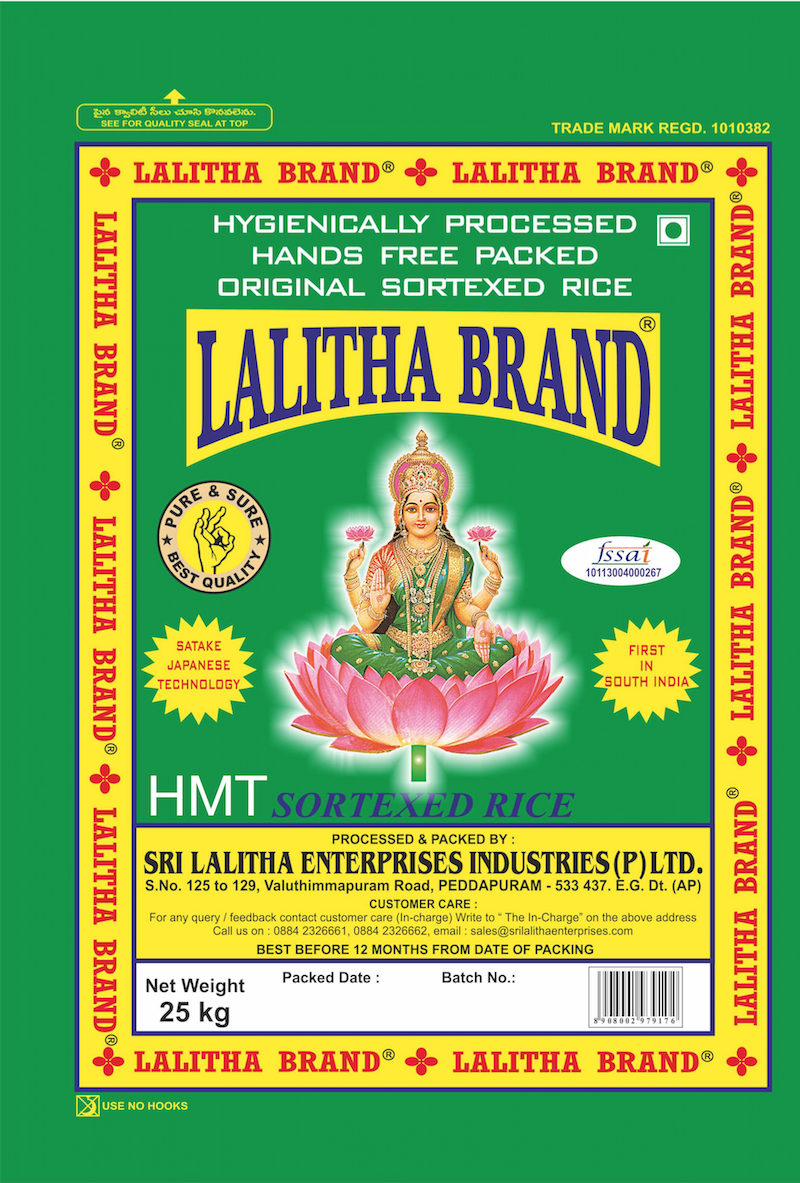 పైన క్వాలిటీ సీలు చూసి కొనవలెను.
SEE FOR QUALITY SEAL AT TOP
TRADE MARK REGD. 1010382
LALITHA BRAND® LALITHA BRAND®
LALITHA BRAND®
LALITHA BRAND®
LALITHA BRAND®
LALITHA BRAND®
LALITHA BRAND®
LALITHA BRAND®
HYGIENICALLY PROCESSED
HANDS FREE PACKED
ORIGINAL SORTEXED RICE
LALITHA BRAND®
PURE & SURE
BEST QUALITY
fssai
10113004000267
SATAKE
JAPANESE
TECHNOLOGY
FIRST
IN
SOUTH INDIA
HMT SORTEXED RICE
PROCESSED & PACKED BY :
SRI LALITHA ENTERPRISES INDUSTRIES (P) LTD.
S.No. 125 to 129, Valuthimmapuram Road, PEDDAPURAM - 533 437. E.G. Dt. (AP)
CUSTOMER CARE :
For any query / feedback contact customer care (In-charge) Write to “ The In-Charge” on the above address
Call us on : 0884 2326661, 0884 2326662, email : sales@srilalithaenterprises.com
BEST BEFORE 12 MONTHS FROM DATE OF PACKING
Net Weight
25 kg
Packed Date :
Batch No.:
8 908002 979176
LALITHA BRAND® LALITHA BRAND®
USE NO HOOKS